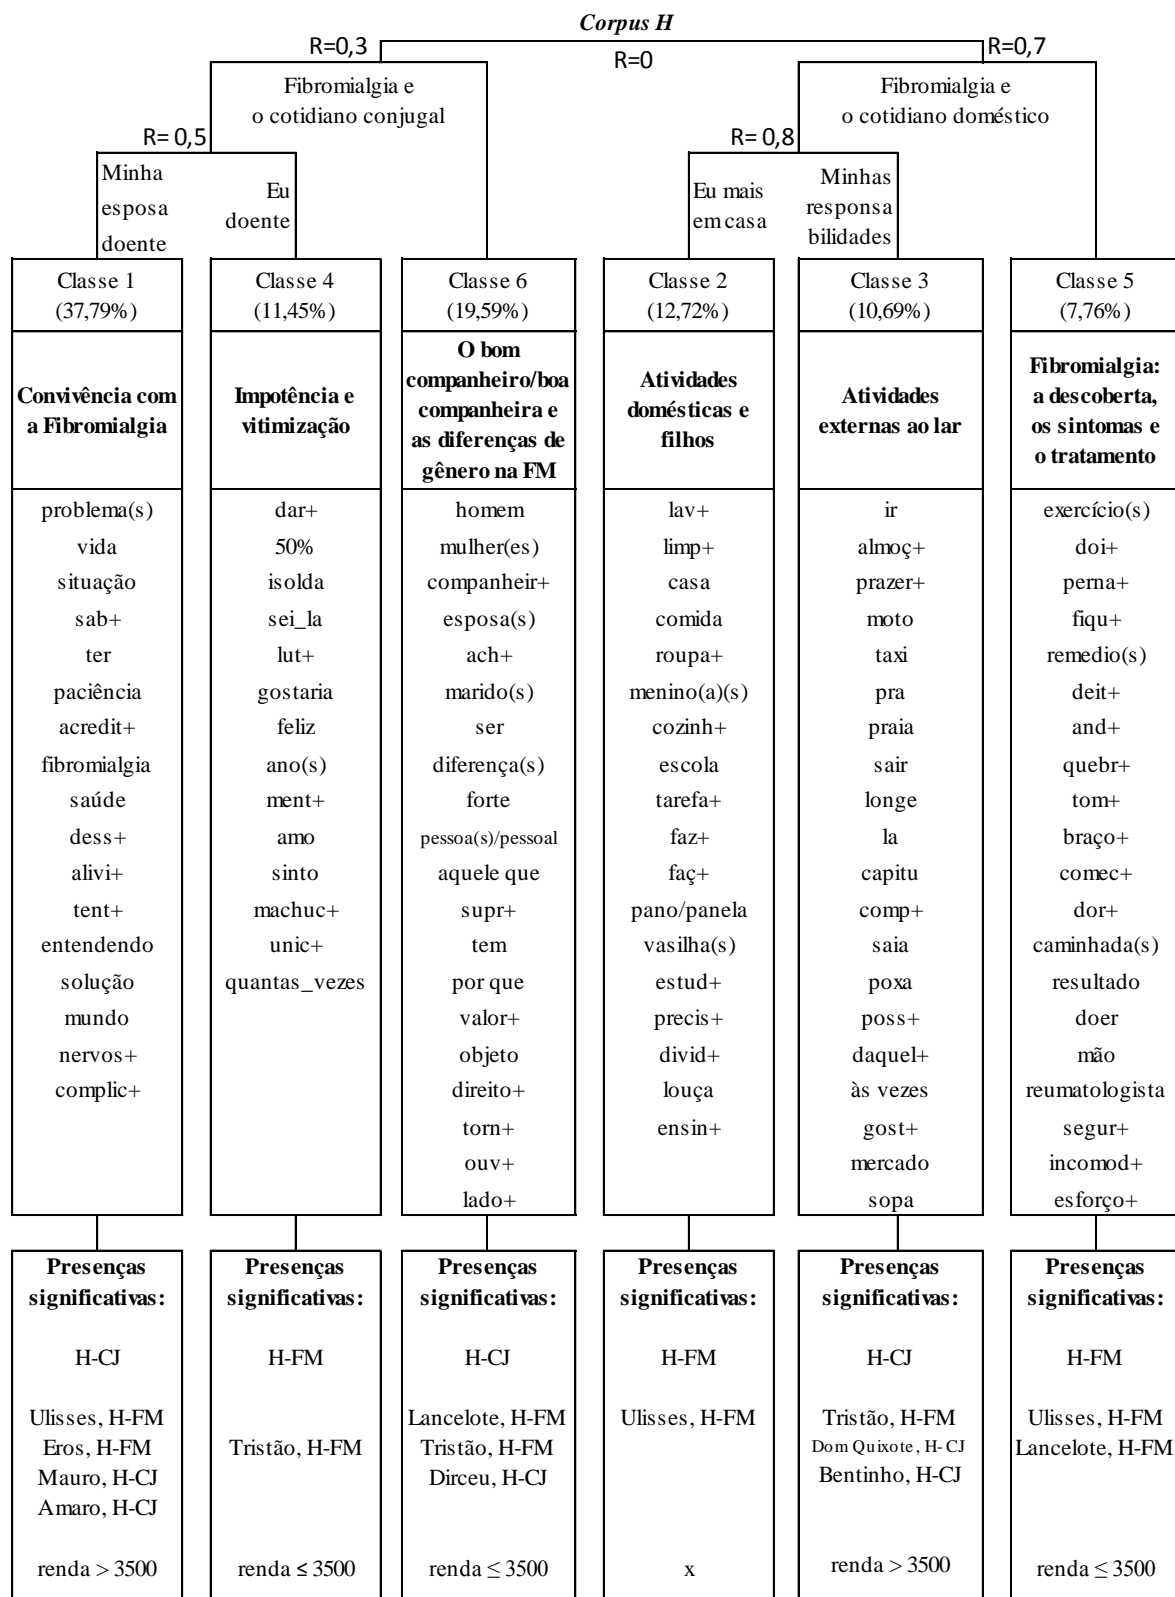 Corpus H
R=0,3
R=0
R=0,7
Fibromialgia e
o cotidiano conjugal
Fibromialgia e
o cotidiano doméstico
R= 0,5
R= 0,8
Minha
esposa
doente
Eu
doente
Eu mais
em casa
Minhas
responsa
bilidades
Classe 1
(37,79%)
Convivência com
a Fibromialgia
problema(s)
vida
situação
sab+
ter
paciência
acredit+
fibromialgia
saúde
dess+
alivi+
tent+
entendendo
solução
mundo
nervos+
complic+
Presenças
significativas:
H-CJ
Ulisses, H-FM
Eros, H-FM
Mauro, H-CJ
Amaro, H-CJ
renda > 3500
Classe 4
(11,45%)
Impotência e
vitimização
dar+
50%
isolda
sei_la
lut+
gostaria
feliz
ano(s)
ment+
amo
sinto
machuc+
unic+
quantas_vezes
Presenças
significativas:
H-FM
Tristão, H-FM
renda ≤ 3500
Classe 6
(19,59%)
O bom
companheiro/boa
companheira e
as diferenças de
gênero na FM
homem
mulher(es)
companheir+
esposa(s)
ach+
marido(s)
ser
diferença(s)
forte
pessoa(s)/pessoal
aquele que
supr+
tem
por que
valor+
objeto
direito+
torn+
ouv+
lado+
Presenças
significativas:
H-CJ
Lancelote, H-FM
Tristão, H-FM
Dirceu, H-CJ
renda ≤ 3500
Classe 2
(12,72%)
Atividades
domésticas e
filhos
lav+
limp+
casa
comida
roupa+
menino(a)(s)
cozinh+
escola
tarefa+
faz+
faç+
pano/panela
vasilha(s)
estud+
precis+
divid+
louça
ensin+
Presenças
significativas:
H-FM
Ulisses, H-FM
x
Classe 3
(10,69%)
Atividades
externas ao lar
ir
almoç+
prazer+
moto
taxi
pra
praia
sair
longe
la
capitu
comp+
saia
poxa
poss+
daquel+
às vezes
gost+
mercado
sopa
Presenças
significativas:
H-CJ
Tristão, H-FM
Dom Quixote, H- CJ
Bentinho, H-CJ
renda > 3500
Classe 5
(7,76%)
Fibromialgia:
a descoberta,
os sintomas e
o tratamento
exercício(s)
doi+
perna+
fiqu+
remedio(s)
deit+
and+
quebr+
tom+
braço+
comec+
dor+
caminhada(s)
resultado
doer
mão
reumatologista
segur+
incomod+
esforço+
Presenças
significativas:
H-FM
Ulisses, H-FM
Lancelote, H-FM
renda ≤ 3500